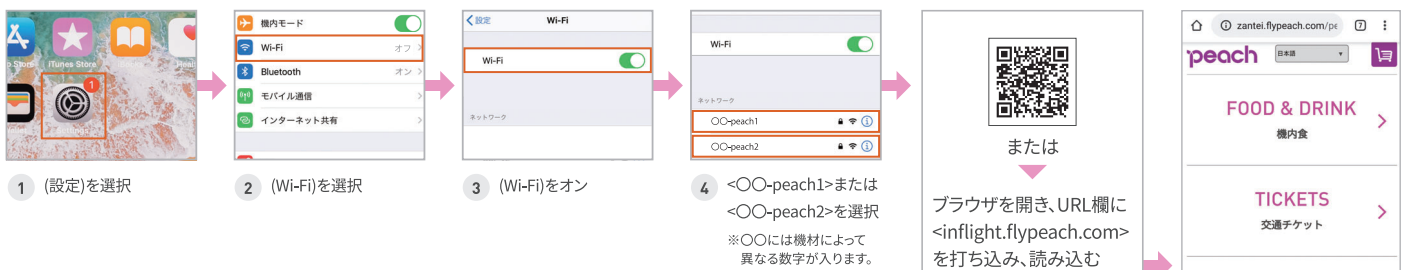 Store
iTunes Store
1
Settings
1 (設定)を選択
機内モード
Wi-Fi オフ
Bluetooth オン
モバイル通信
インターネット共有
2 (Wi-Fi)を選択
設定 Wi-Fi
Wi-Fi
ネットワーク
3 (Wi-Fi)をオン
Wi-Fi
ネットワーク
〇〇-peach1
〇〇-peach2
4 <〇〇-peach1>または
<〇〇-peach2>を選択
※〇〇には機材によって
異なる数字が入ります。
または
ブラウザを開き、URL欄に
<inflight.flypeach.com>
を打ち込み、読み込む
zantei.flypeach.com/pe 7
peach 日本語
FOOD & DRINK
機内食
TICKETS
交通チケット